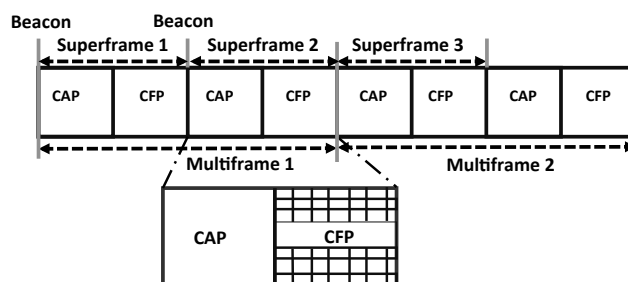 Beacon Beacon
Superframe 1 Superframe 2 Superframe 3
CAP CFP CAP CFP CAP CFP CAP CFP
Multiframe 1 Multiframe 2
CAP CFP